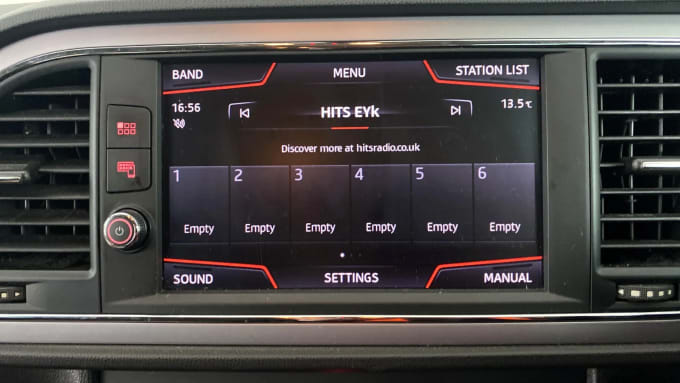 BAND MENU STATION LIST
16:56 HITS EYk 13.5℃
Discover more at hitsradio.co.uk
1 2 3 4 5 6
Empty Empty Empty Empty Empty Empty
SOUND SETTINGS MANUAL